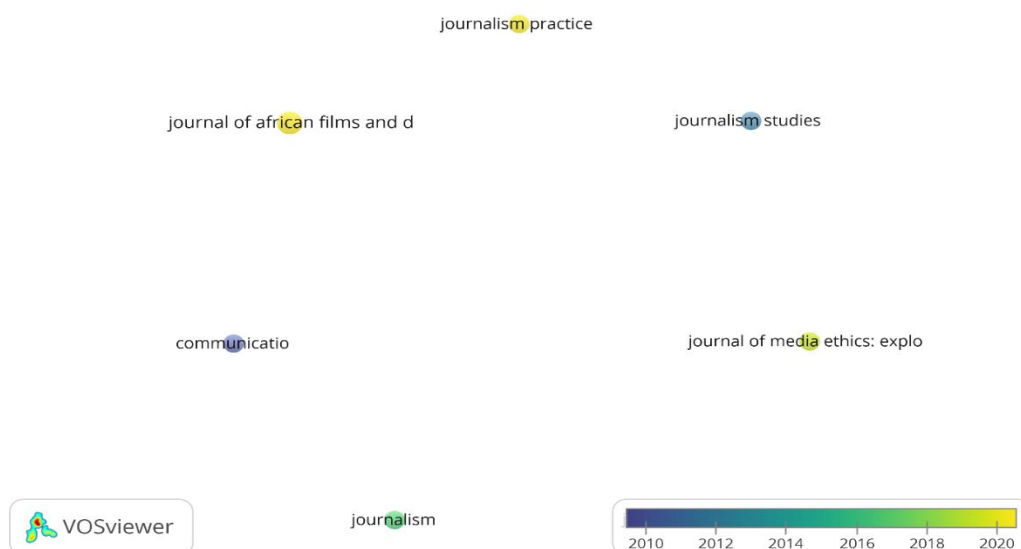 journalism practice
journal of african films and d
journalism studies
communicatio
journal of media ethics: explo
journalism
VOSviewer
2010 2012 2014 2016 2018 2020